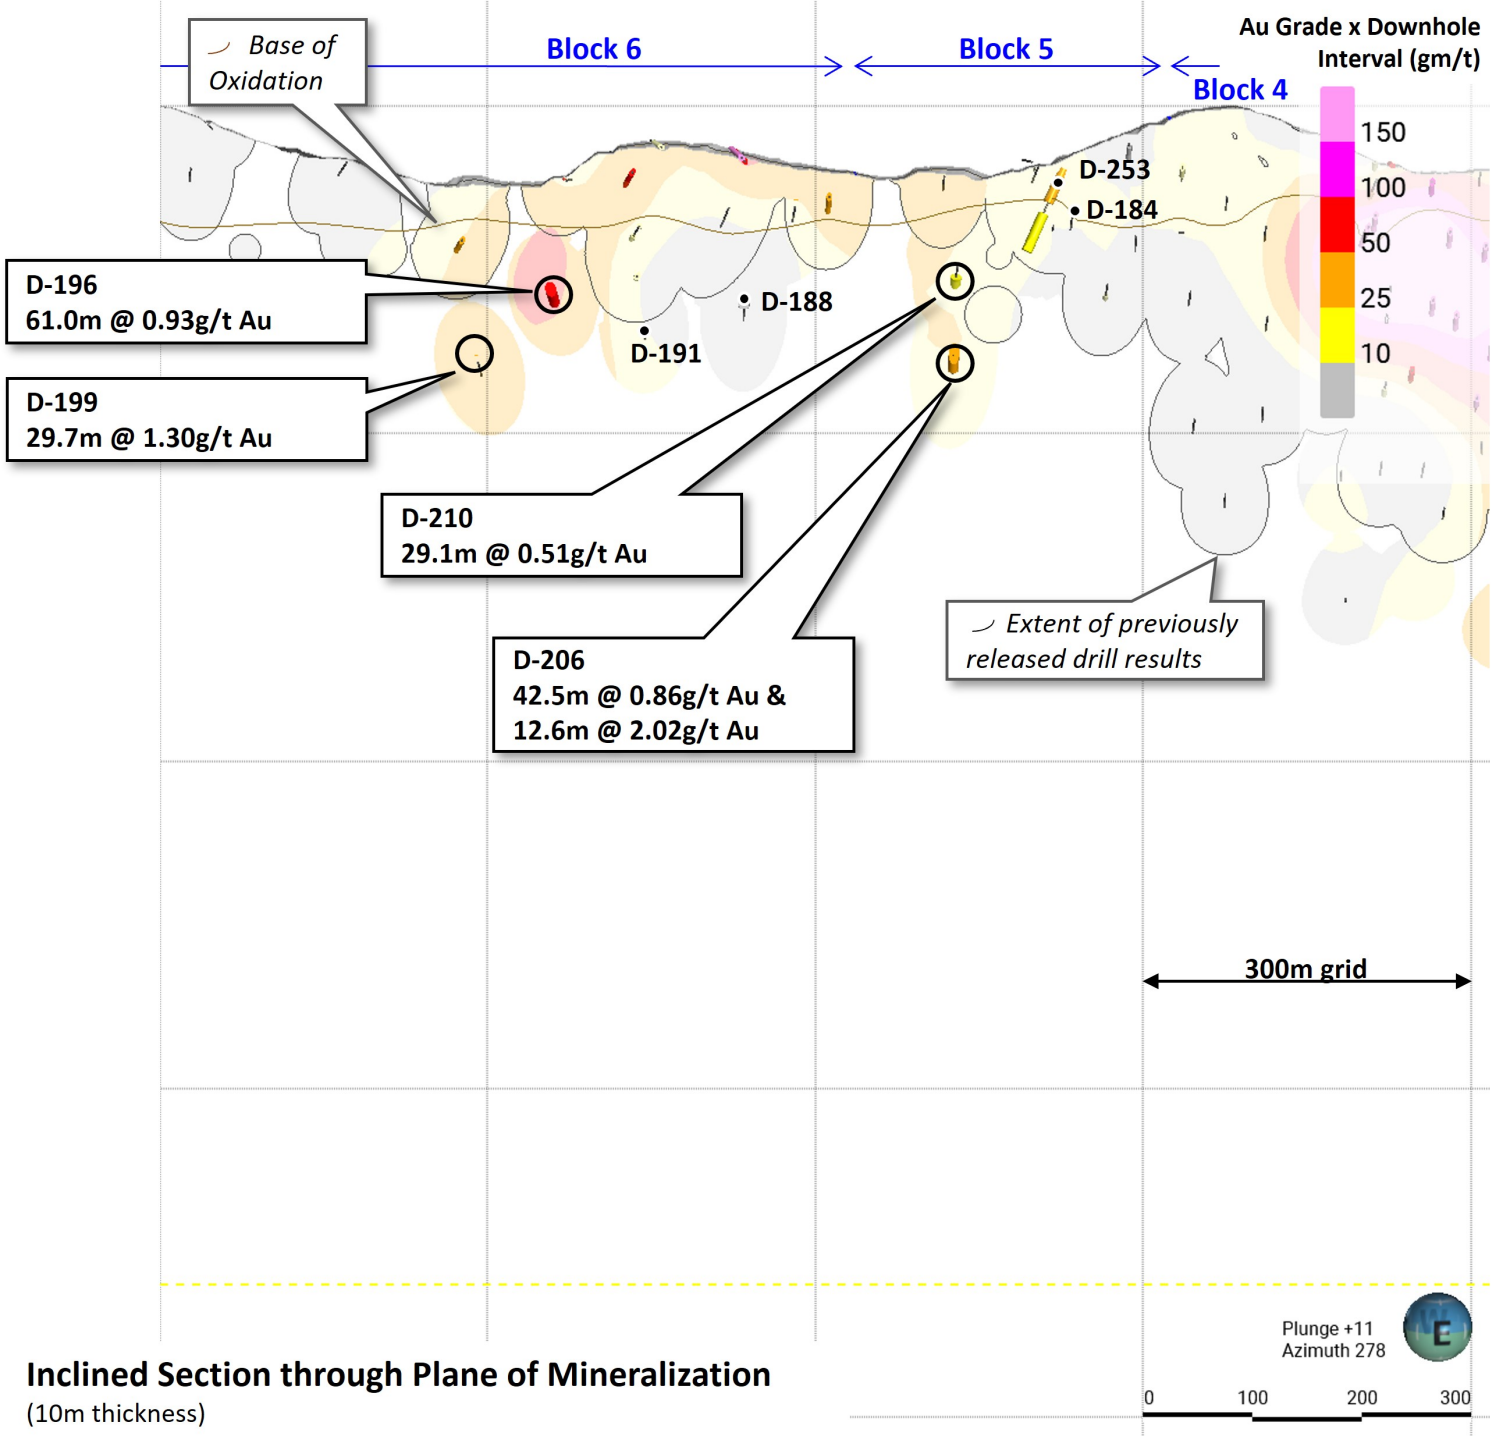 Base of
Oxidation
Block 6
Block 5
Block 4
Au Grade x Downhole
Interval (gm/t)
150
100
50
25
10
D-253
D-184
D-196
61.0m @ 0.93g/t Au
D-188
D-191
D-199
29.7m @ 1.30g/t Au
D-210
29.1m @ 0.51g/t Au
Extent of previously
released drill results
D-206
42.5m @ 0.86g/t Au &
12.6m @ 2.02g/t Au
300m grid
Plunge +11
Azimuth 278
W
E
Inclined Section through Plane of Mineralization
(10m thickness)
0 100 200 300